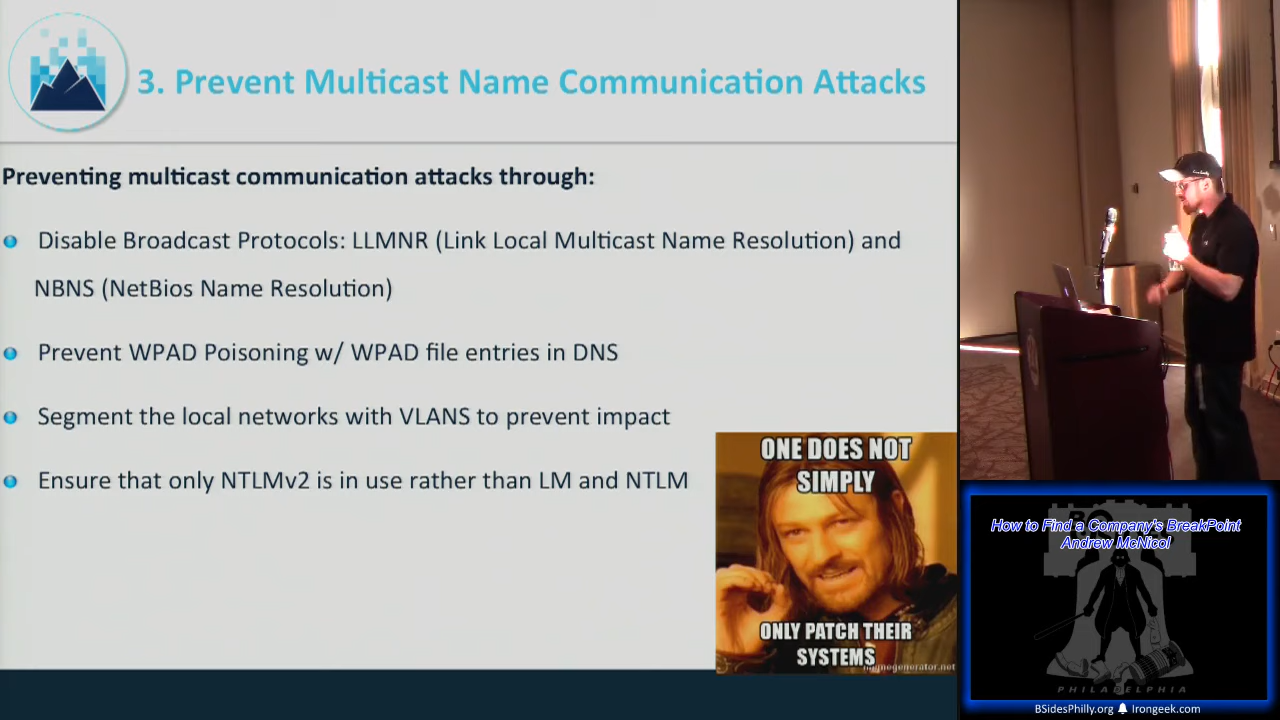 3. Prevent Multicast Name Communication Attacks
Preventing multicast communication attacks through:
Disable Broadcast Protocols: LLMNR (Link Local Multicast Name Resolution) and
NBNS (NetBios Name Resolution)
Prevent WPAD Poisoning w/ WPAD file entries in DNS
Segment the local networks with VLANS to prevent impact
Ensure that only NTLMv2 is in use rather than LM and NTLM
ONE DOES NOT
SIMPLY
ONLY PATCH THEIR
SYSTEMS
How to Find a Company's BreakPoint
Andrew McNicol
PHILADELPHIA
BSidesPhilly.org Irongeek.com